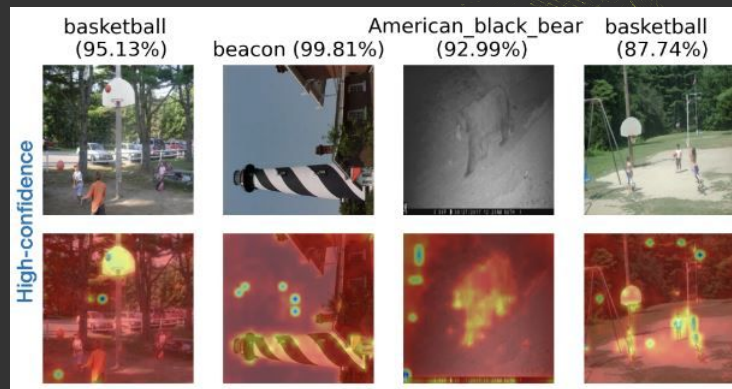 basketball
(95.13%)
beacon (99.81%)
American_black_bear
(92.99%)
basketball
(87.74%)
High-confidence